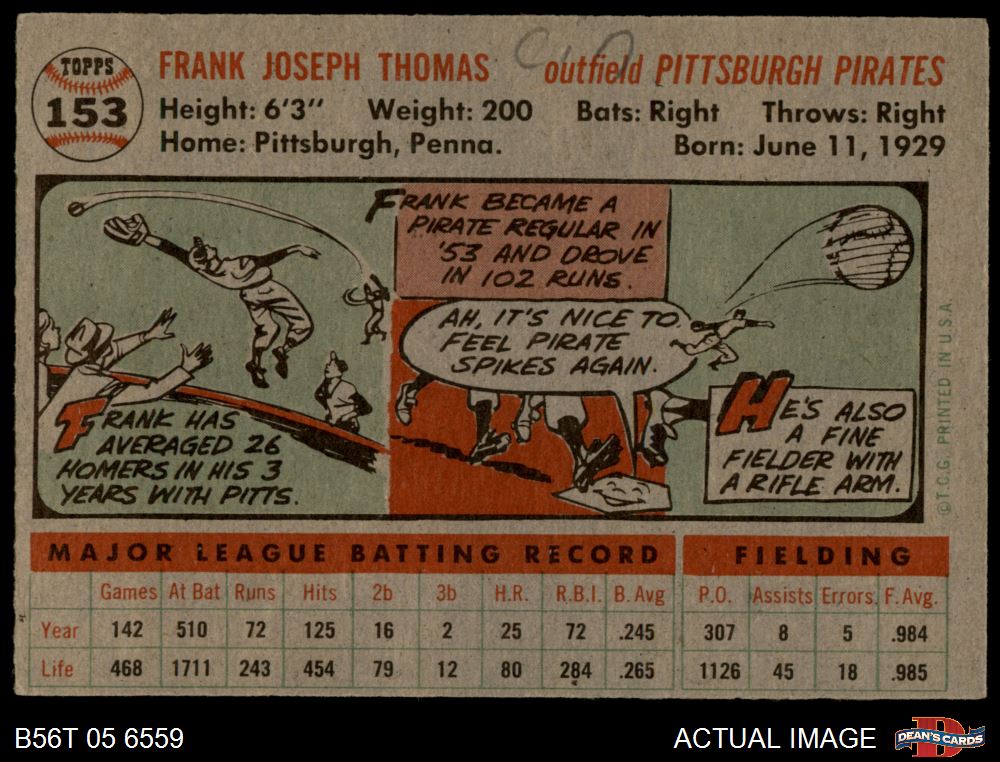 TOPPS
153
FRANK JOSEPH THOMAS outfield PITTSBURGH PIRATES
Height: 6'3" Weight: 200 Bats: Right Throws: Right
Home: Pittsburgh, Penna. Born: June 11, 1929
FRANK HAS
AVERAGED 26
HOMERS IN HIS 3
YEARS WITH PITTS.
FRANK BECAME A
PIRATE REGULAR IN
'53 AND DROVE
IN 102 RUNS.
AH, IT'S NICE TO
FEEL PIRATE
SPIKES AGAIN.
HE'S ALSO
A FINE
FIELDER WITH
A RIFLE ARM.
© T.C.G. PRINTED IN U.S.A.
MAJOR LEAGUE BATTING RECORD FIELDING
Games At Bat Runs Hits 2b 3b H.R. R.B.I. B. Avg P.O. Assists Errors F. Avg.
Year 142 510 72 125 16 2 25 72 .245 307 8 5 .984
Life 468 1711 243 454 79 12 80 284 .265 1126 45 18 .985
B56T 05 6559 ACTUAL IMAGE DEAN'S CARDS